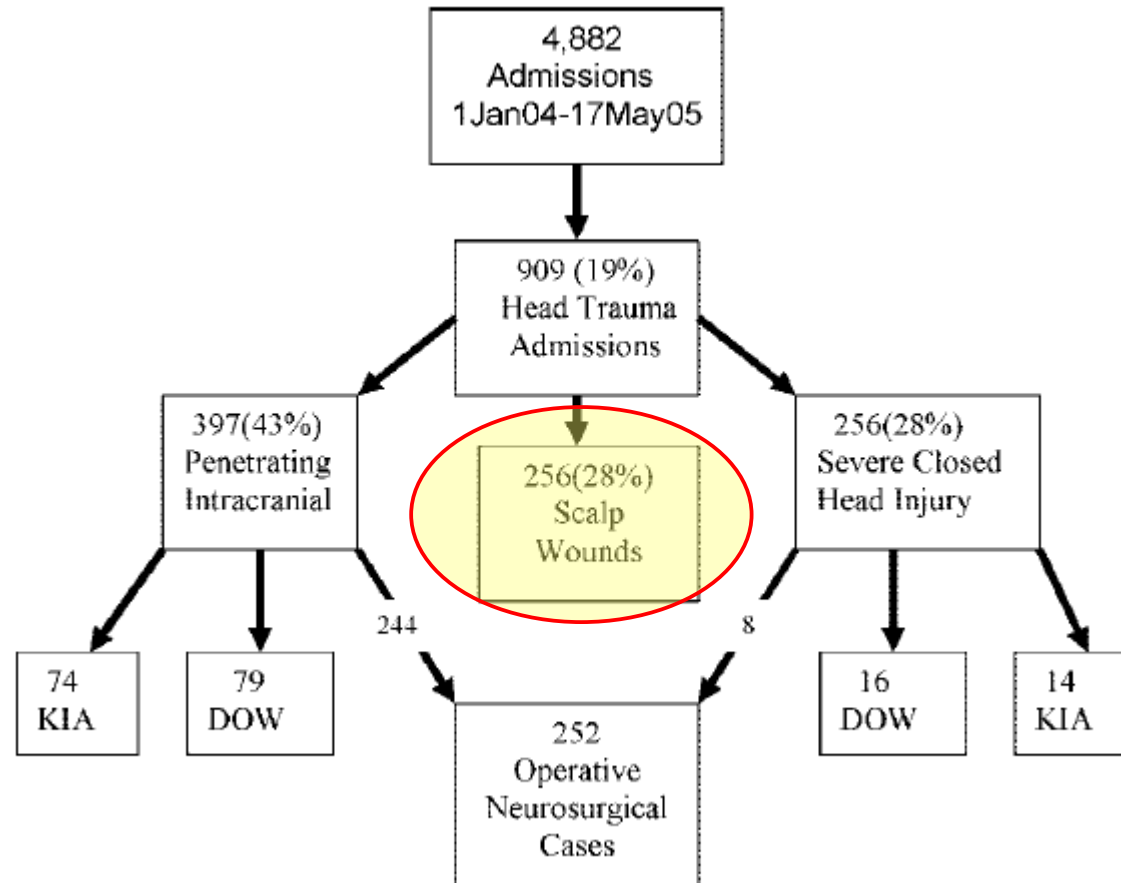 4,882
Admissions
1Jan04-17May05
909 (19%)
Head Trauma
Admissions
397(43%)
Penetrating
Intracranial
256(28%)
Scalp
Wounds
256(28%)
Severe Closed
Head Injury
244
8
74
KIA
79
DOW
252
Operative
Neurosurgical
Cases
16
DOW
14
KIA